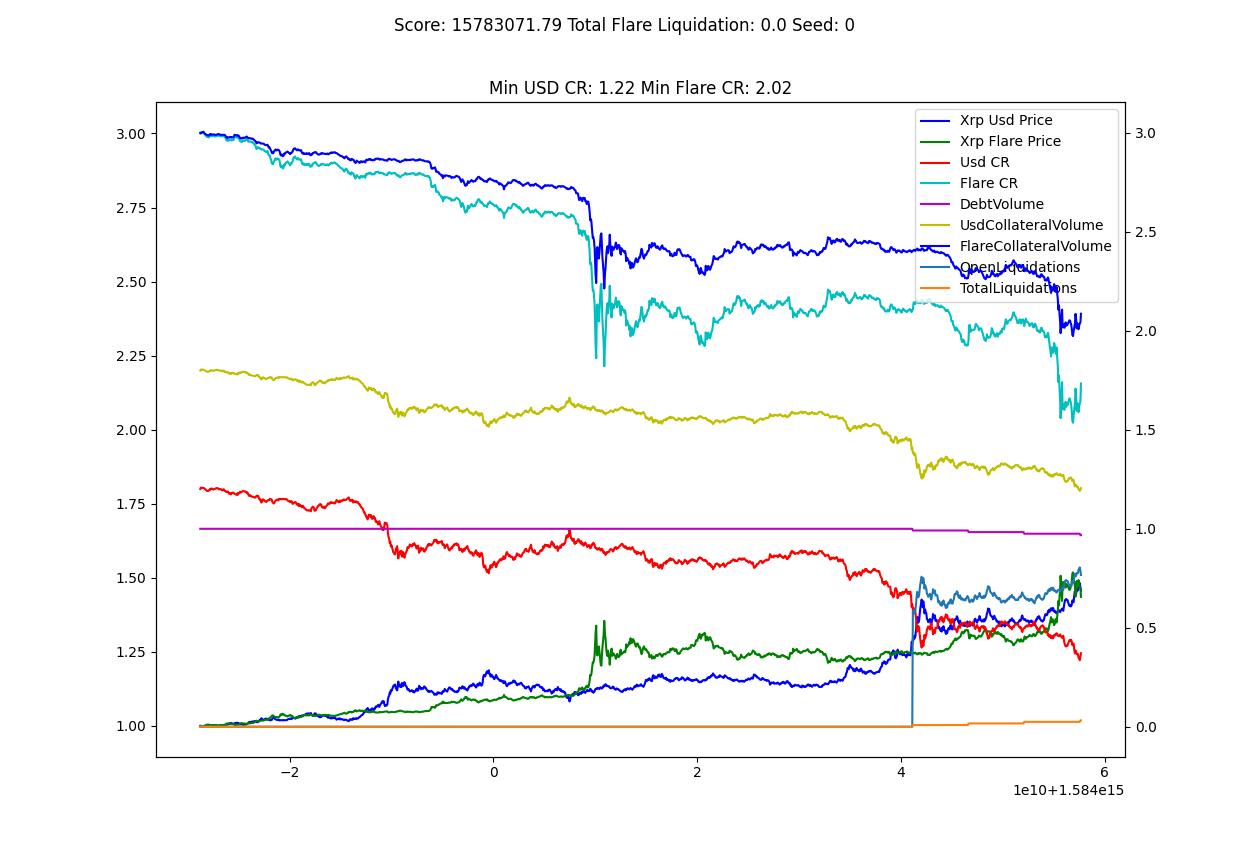 Score: 15783071.79 Total Flare Liquidation: 0.0 Seed: 0
Min USD CR: 1.22 Min Flare CR: 2.02
Xrp Usd Price
Xrp Flare Price
Usd CR
Flare CR
DebtVolume
UsdCollateralVolume
FlareCollateralVolume
OpenLiquidations
TotalLiquidations
3.00
2.75
2.50
2.25
2.00
1.75
1.50
1.25
1.00
3.0
2.5
2.0
1.5
1.0
0.5
0.0
−2 0 2 4 6
1e10+1.584e15